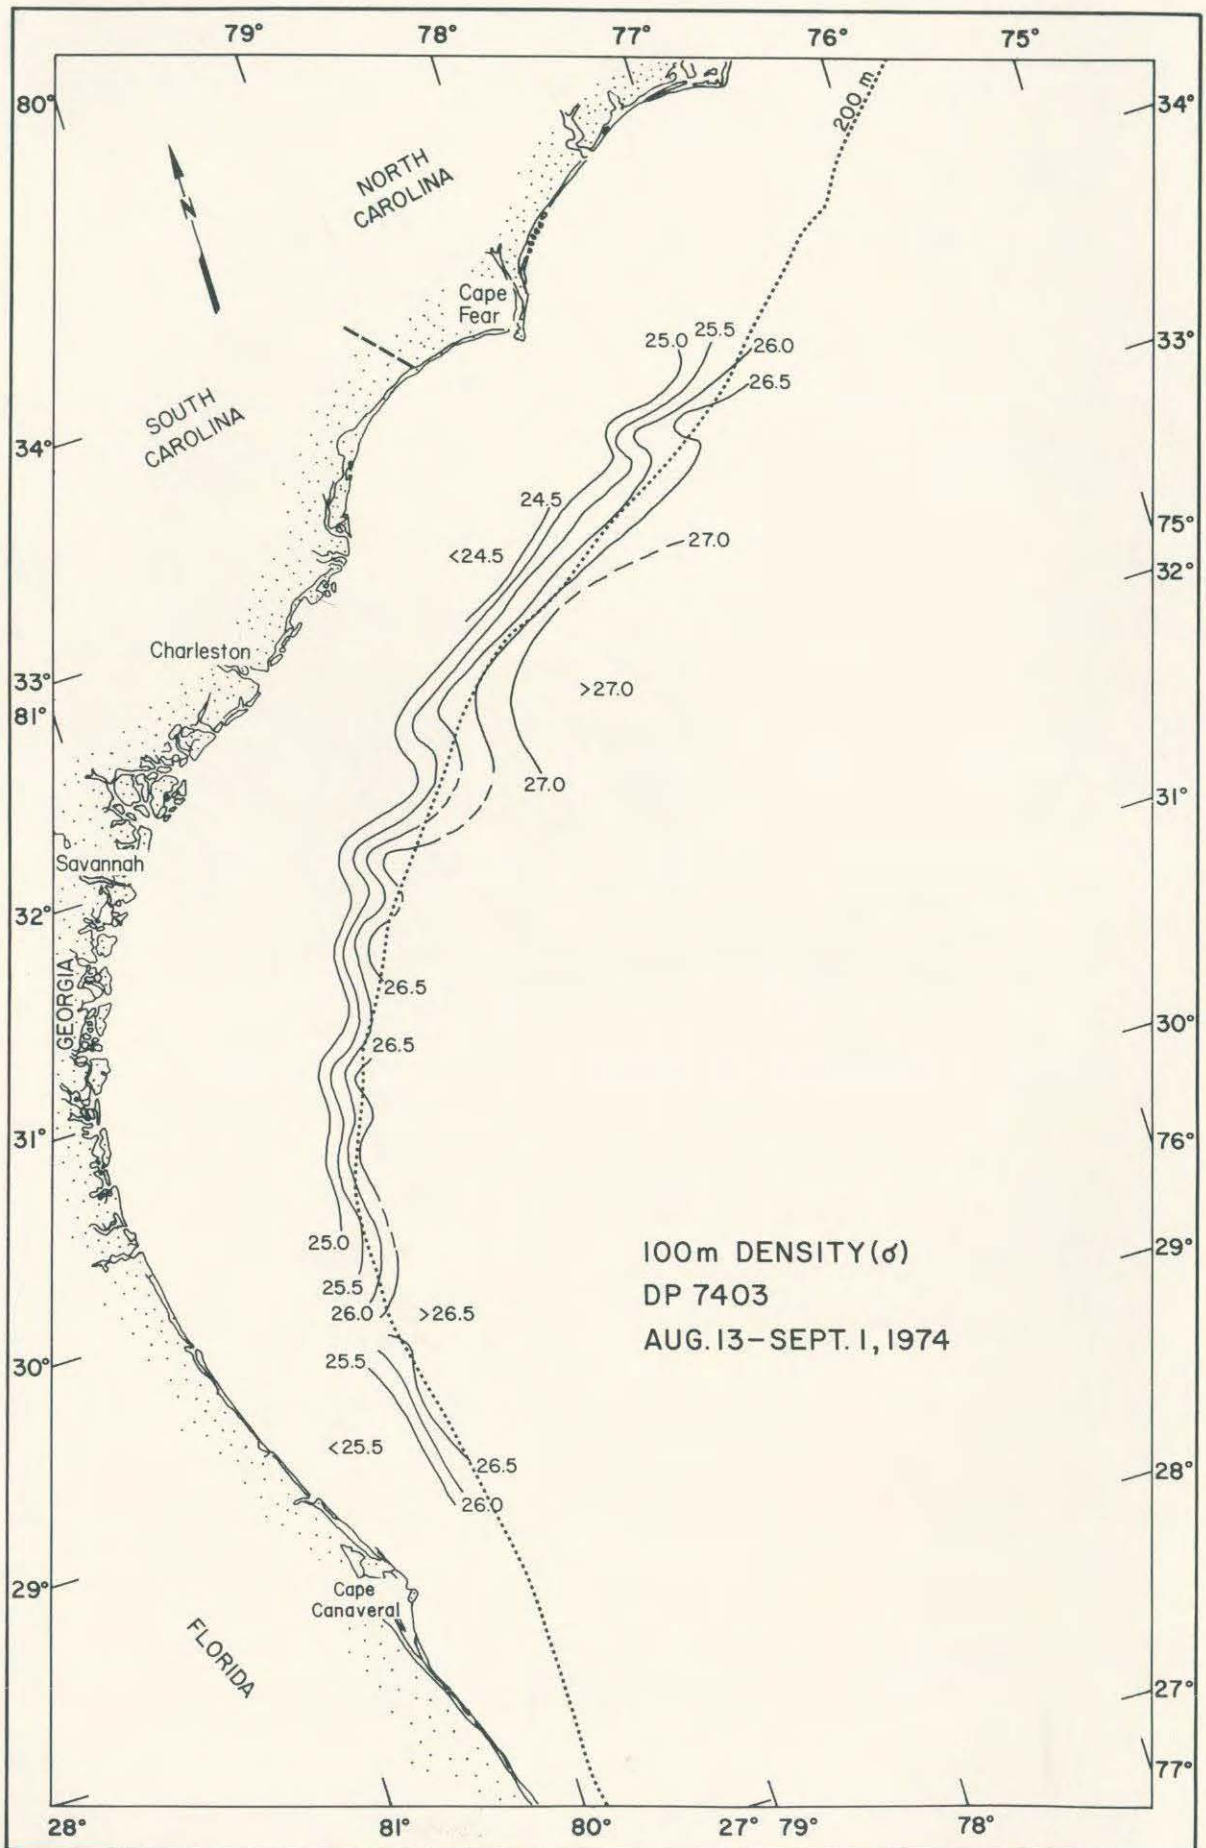 79° 78° 77° 76° 75°
80°
34°
200 m
NORTH
CAROLINA
N
Cape
Fear
25.0 25.5
26.0
33°
26.5
SOUTH
CAROLINA
34°
24.5
75°
<24.5
27.0
32°
Charleston
33°
>27.0
81°
27.0
31°
Savannah
32°
GEORGIA
26.5
30°
26.5
31°
76°
25.0
100m DENSITY (σ)
29°
25.5
DP 7403
26.0
>26.5
AUG. 13-SEPT. 1, 1974
30°
25.5
<25.5
26.5
28°
26.0
29°
Cape
Canaveral
FLORIDA
27°
77°
28° 81° 80° 27° 79° 78°